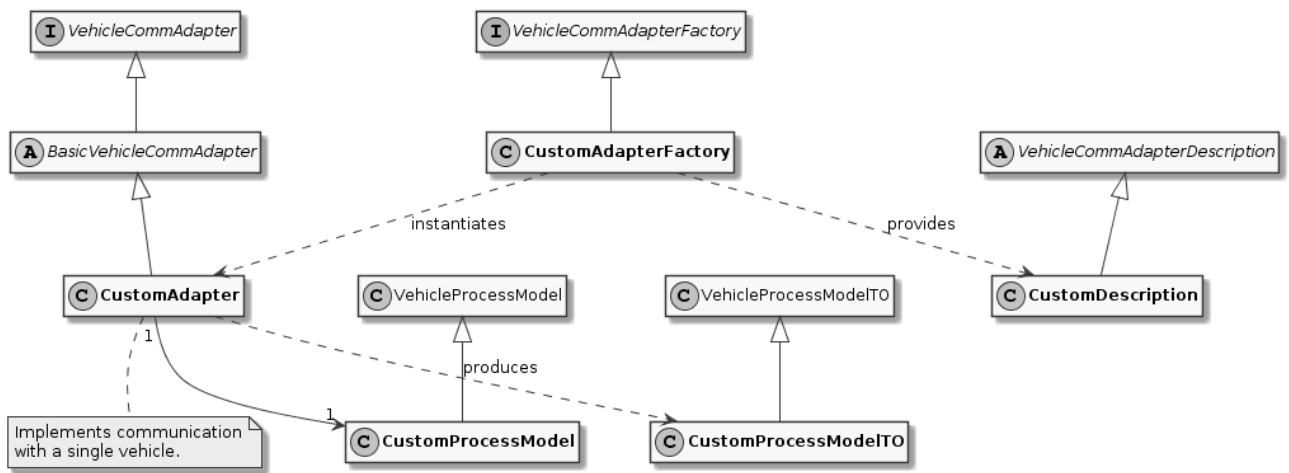 I VehicleCommAdapter
I VehicleCommAdapterFactory
A BasicVehicleCommAdapter
C CustomAdapterFactory
A VehicleCommAdapterDescription
instantiates
provides
C CustomAdapter
C VehicleProcessModel
C VehicleProcessModelTO
C CustomDescription
1
produces
1
Implements communication
with a single vehicle.
C CustomProcessModel
C CustomProcessModelTO